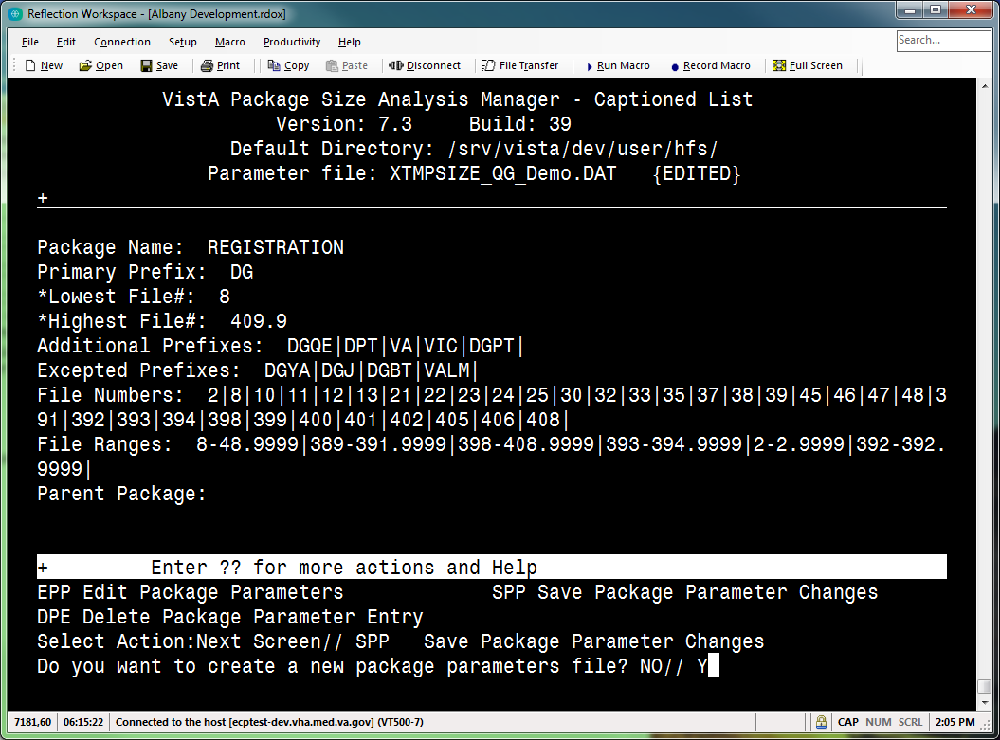 Reflection Workspace - [Albany Development.rdox]
File Edit Connection Setup Macro Productivity Help
Search...
New Open Save Print Copy Paste Disconnect File Transfer Run Macro Record Macro Full Screen
VistA Package Size Analysis Manager - Captioned List
Version: 7.3 Build: 39
Default Directory: /srv/vista/dev/user/hfs/
Parameter file: XTMPSIZE_QG_Demo.DAT {EDITED}
+
Package Name: REGISTRATION
Primary Prefix: DG
*Lowest File#: 8
*Highest File#: 409.9
Additional Prefixes: DGQE|DPT|VA|VIC|DGPT|
Excepted Prefixes: DGYA|DGJ|DGBT|VALM|
File Numbers: 2|8|10|11|12|13|21|22|23|24|25|30|32|33|35|37|38|39|45|46|47|48|3
91|392|393|394|398|399|400|401|402|405|406|408|
File Ranges: 8-48.9999|389-391.9999|398-408.9999|393-394.9999|2-2.9999|392-392.
9999|
Parent Package:
+ Enter ?? for more actions and Help
EPP Edit Package Parameters SPP Save Package Parameter Changes
DPE Delete Package Parameter Entry
Select Action:Next Screen// SPP Save Package Parameter Changes
Do you want to create a new package parameters file? NO// Y
7181,60 06:15:22 Connected to the host [ecptest-dev.vha.med.va.gov] (VT500-7) CAP NUM SCRL 2:05 PM